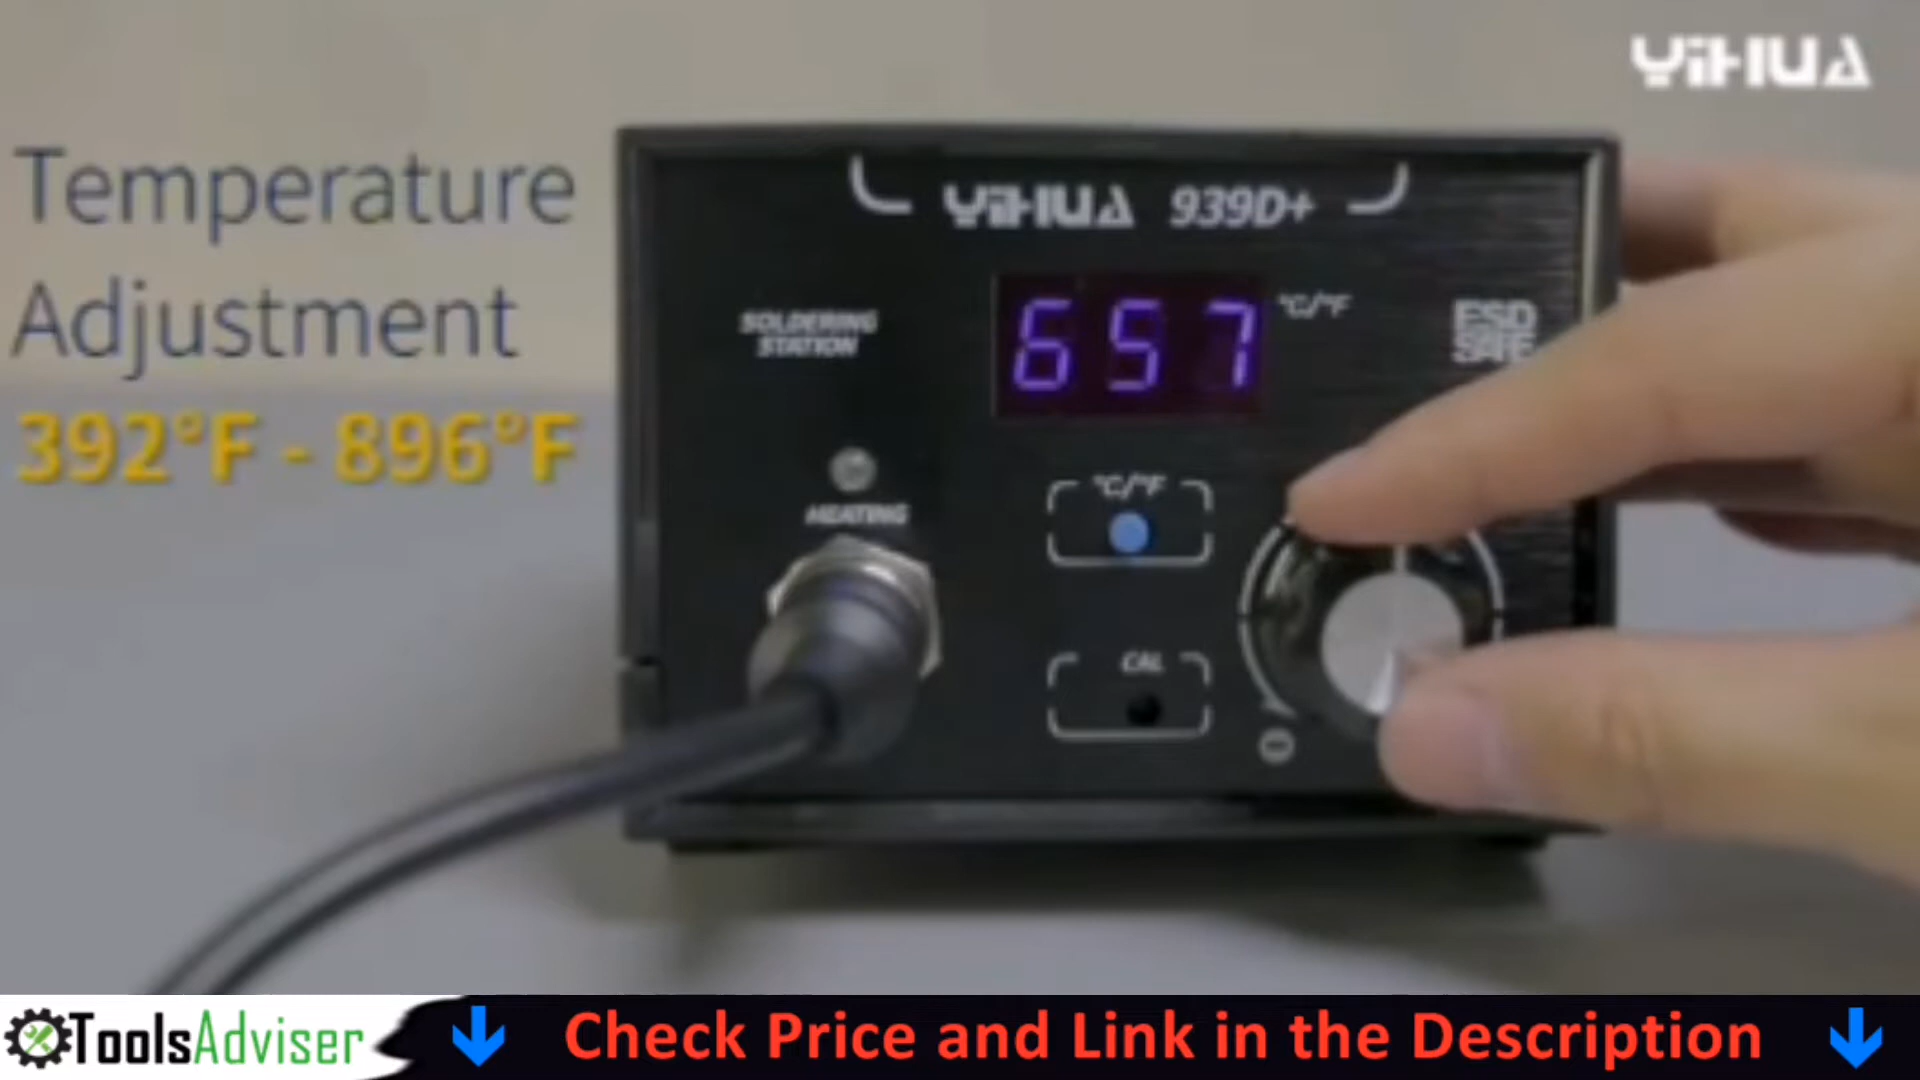 YIHUA
Temperature
Adjustment
392°F - 896°F
YIHUA 939D+
SOLDERING
STATION
657
°C/°F
ESD
SAFE
HEATING
°C/°F
CAL
ToolsAdviser
Check Price and Link in the Description